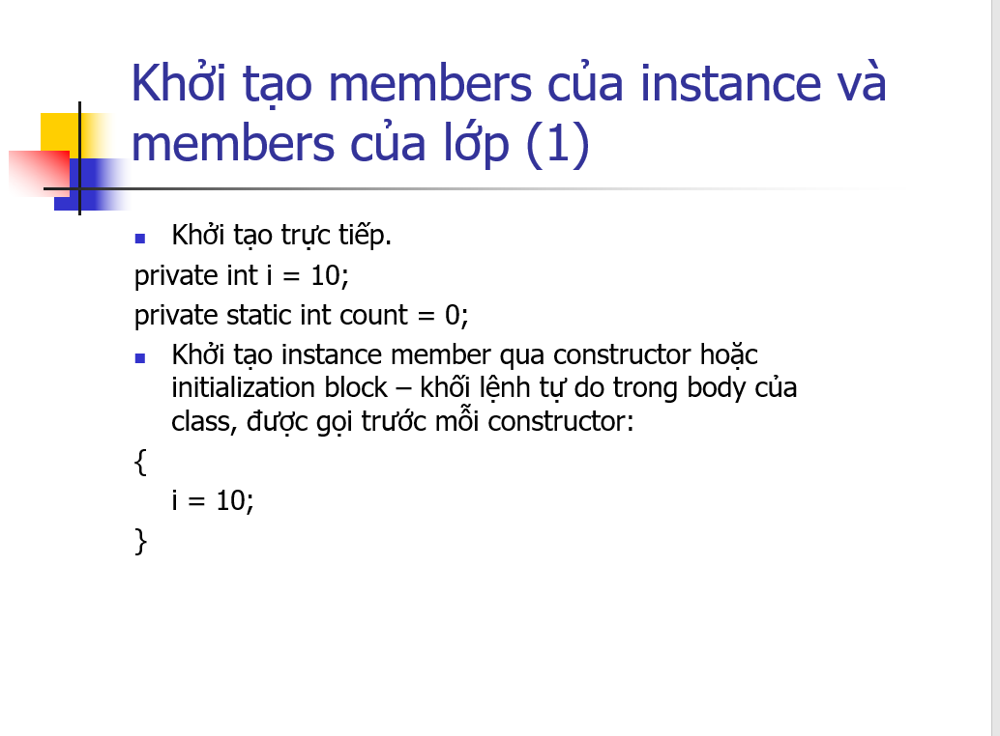 Khởi tạo members của instance và
members của lớp (1)
Khởi tạo trực tiếp.
private int i = 10;
private static int count = 0;
Khởi tạo instance member qua constructor hoặc
initialization block – khối lệnh tự do trong body của
class, được gọi trước mỗi constructor:
{
i = 10;
}